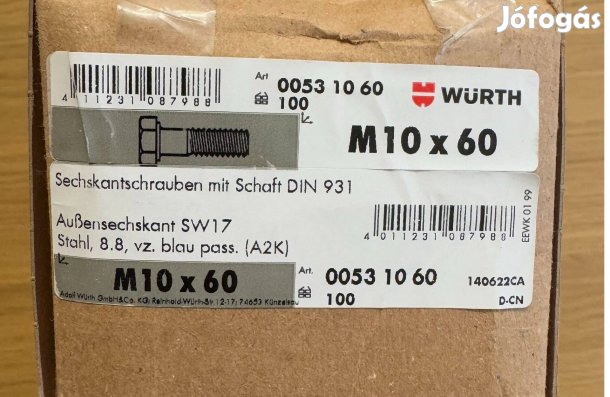 Jófogás
Art 0053 10 60
100
WÜRTH
4 011231 087988
M10 x 60
Sechskantschrauben mit Schaft DIN 931
Außensechskant SW17
Stahl, 8.8, vz. blau pass. (A2K)
4 011231 087988
EEWK 01 99
M10 x 60
Art. 0053 10 60
100
140622CA
D-CN
Adolf Würth GmbH&Co. KG; Reinhold-Würth-Str.12-17; 74653 Künzelsau